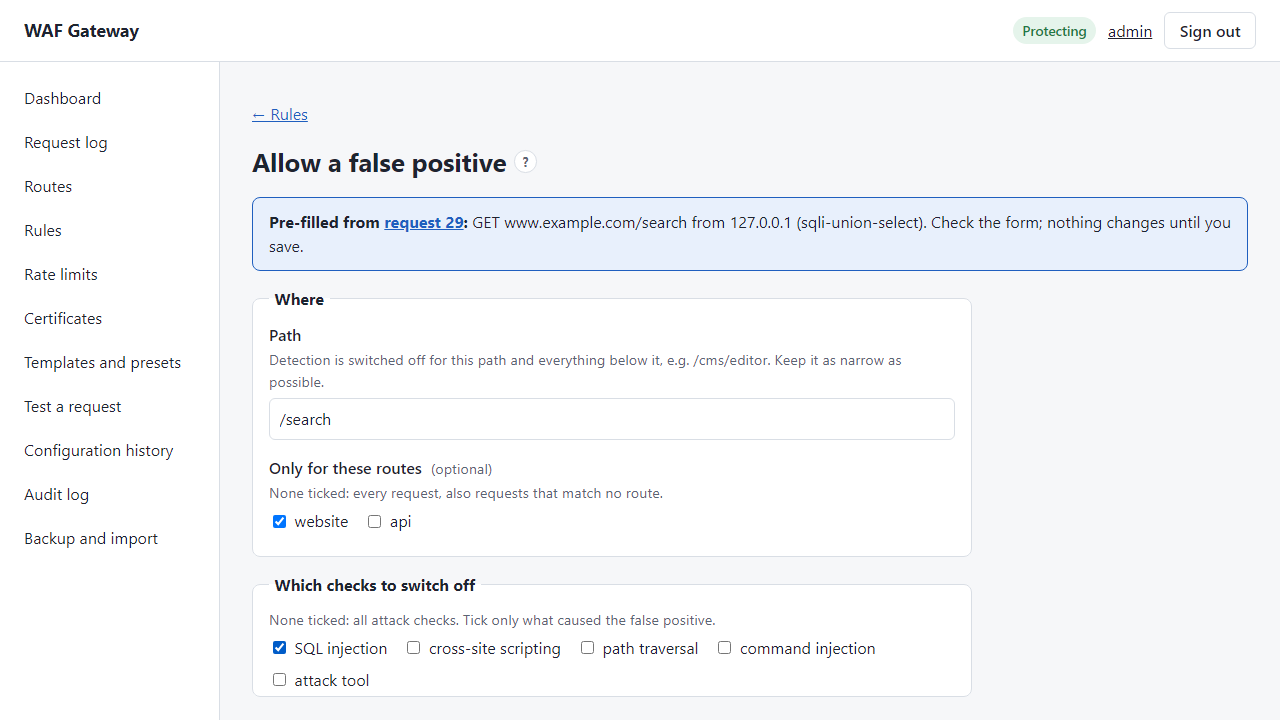 WAF Gateway
Protecting
admin
Sign out
Dashboard
Request log
Routes
Rules
Rate limits
Certificates
Templates and presets
Test a request
Configuration history
Audit log
Backup and import
← Rules
Allow a false positive ?
Pre-filled from request 29: GET www.example.com/search from 127.0.0.1 (sqli-union-select). Check the form; nothing changes until you
save.
Where
Path
Detection is switched off for this path and everything below it, e.g. /cms/editor. Keep it as narrow as
possible.
/search
Only for these routes (optional)
None ticked: every request, also requests that match no route.
website api
Which checks to switch off
None ticked: all attack checks. Tick only what caused the false positive.
SQL injection cross-site scripting path traversal command injection
attack tool